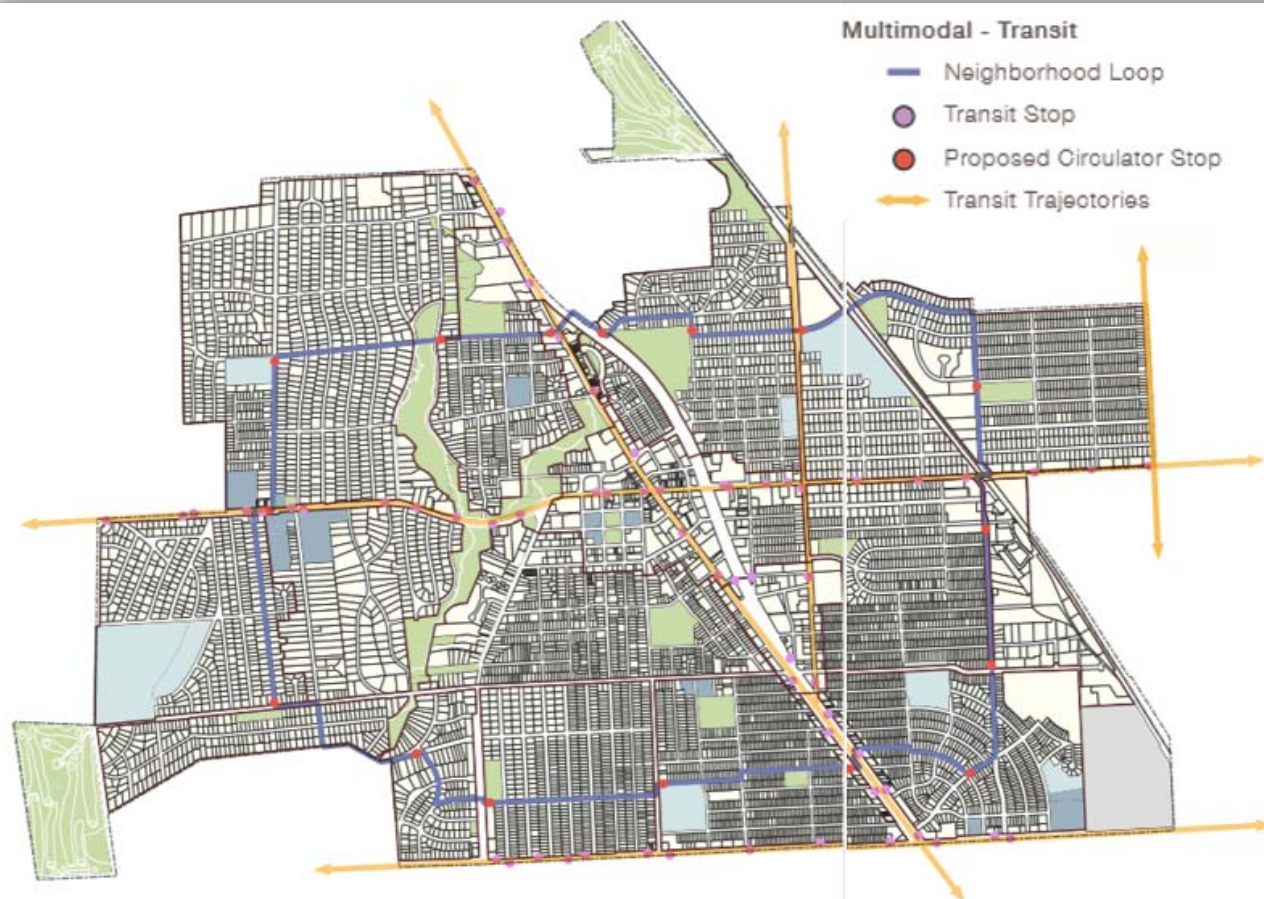 Multimodal - Transit
Neighborhood Loop
Transit Stop
Proposed Circulator Stop
Transit Trajectories